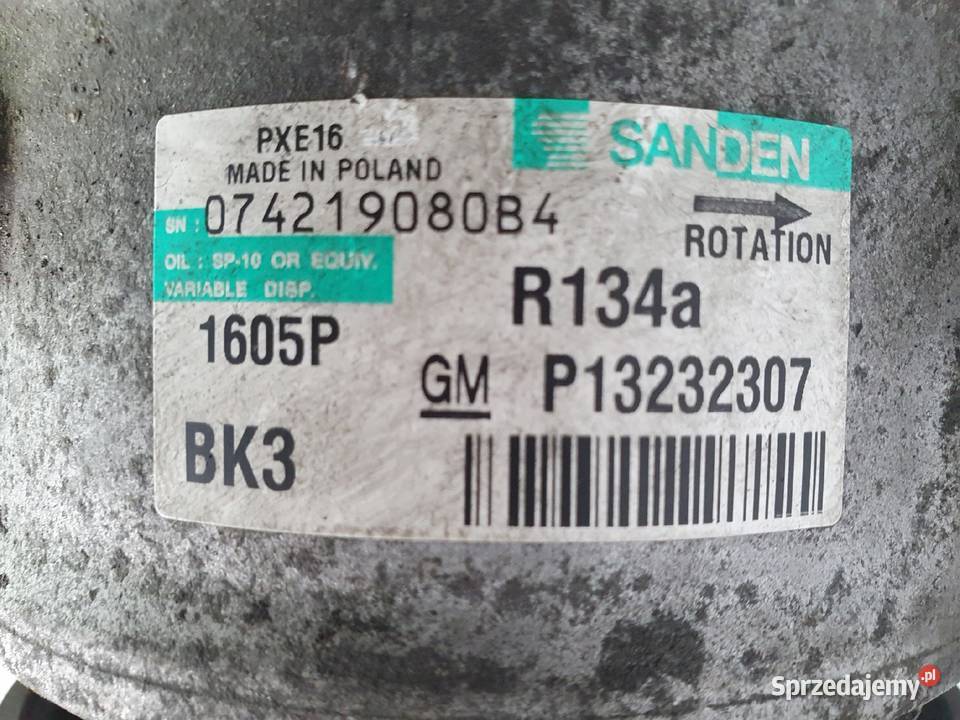 PXE16
SANDEN
MADE IN POLAND
SN : 074219080B4
ROTATION
OIL : SP-10 OR EQUIV.
VARIABLE DISP.
R134a
1605P
GM P13232307
BK3
Sprzedajemy.pl